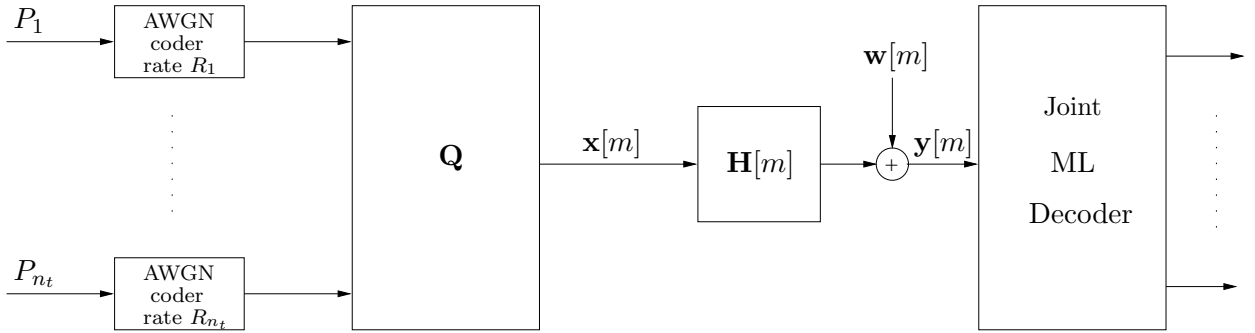 P₁
AWGN
coder
rate R₁
Q
x[m]
H[m]
w[m]
+
y[m]
Joint
ML
Decoder
Pₙₜ
AWGN
coder
rate Rₙₜ